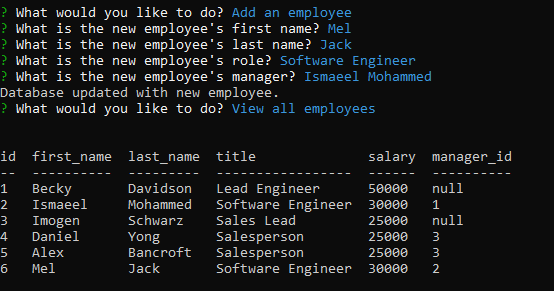 ? What would you like to do? Add an employee
? What is the new employee's first name? Mel
? What is the new employee's last name? Jack
? What is the new employee's role? Software Engineer
? What is the new employee's manager? Ismaeel Mohammed
Database updated with new employee.
? What would you like to do? View all employees
id  first_name  last_name  title              salary  manager_id
--  ----------  ---------  -----------------  ------  ----------
1   Becky       Davidson   Lead Engineer      50000   null
2   Ismaeel     Mohammed   Software Engineer  30000   1
3   Imogen      Schwarz    Sales Lead         25000   null
4   Daniel      Yong       Salesperson        25000   3
5   Alex        Bancroft   Salesperson        25000   3
6   Mel         Jack       Software Engineer  30000   2